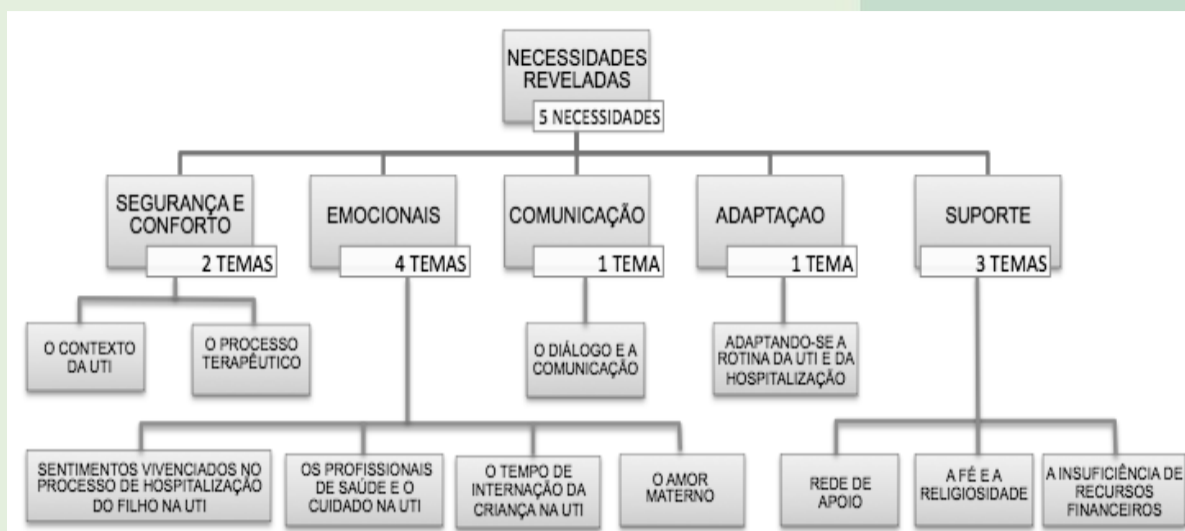 NECESSIDADES
REVELADAS
5 NECESSIDADES
SEGURANÇA E
CONFORTO
2 TEMAS
EMOCIONAIS
4 TEMAS
COMUNICAÇÃO
1 TEMA
ADAPTAÇAO
1 TEMA
SUPORTE
3 TEMAS
O CONTEXTO
DA UTI
O PROCESSO
TERAPÊUTICO
O DIÁLOGO E A
COMUNICAÇÃO
ADAPTANDO-SE A
ROTINA DA UTI E DA
HOSPITALIZAÇÃO
SENTIMENTOS VIVENCIADOS NO
PROCESSO DE HOSPITALIZAÇÃO
DO FILHO NA UTI
OS PROFISSIONAIS
DE SAÚDE E O
CUIDADO NA UTI
O TEMPO DE
INTERNAÇÃO DA
CRIANÇA NA UTI
O AMOR
MATERNO
REDE DE
APOIO
A FÉ E A
RELIGIOSIDADE
A INSUFICIÊNCIA DE
RECURSOS
FINANCEIROS